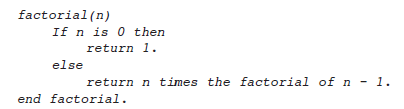 factorial(n)
If n is 0 then
return 1.
else
return n times the factorial of n - 1.
end factorial.